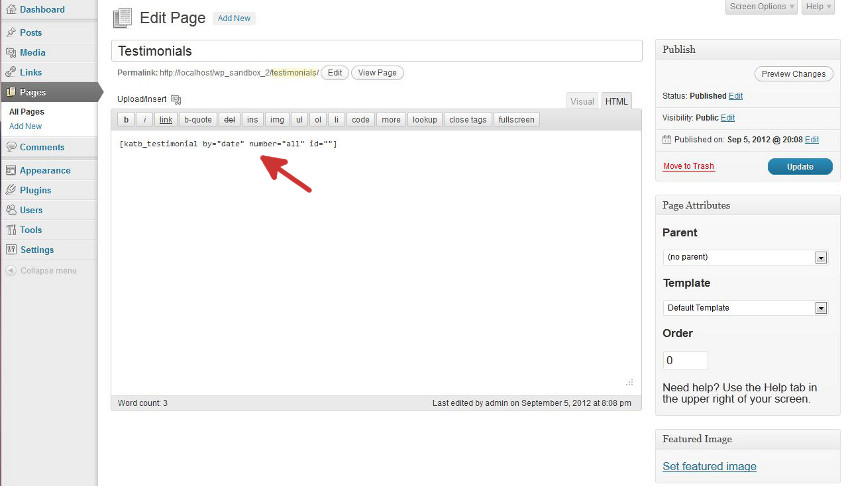 Screen Options
Help
Dashboard
Posts
Media
Links
Pages
All Pages
Add New
Comments
Appearance
Plugins
Users
Tools
Settings
Collapse menu
Edit Page Add New
Testimonials
Permalink: http://localhost/wp_sandbox_2/testimonials/ Edit View Page
Upload/Insert
Visual HTML
b i link b-quote del ins img ul ol li code more lookup close tags fullscreen
[katb_testimonial by="date" number="all" id=""]
Word count: 3 Last edited by admin on September 5, 2012 at 8:08 pm
Publish
Preview Changes
Status: Published Edit
Visibility: Public Edit
Published on: Sep 5, 2012 @ 20:08 Edit
Move to Trash Update
Page Attributes
Parent
(no parent)
Template
Default Template
Order
0
Need help? Use the Help tab in
the upper right of your screen.
Featured Image
Set featured image